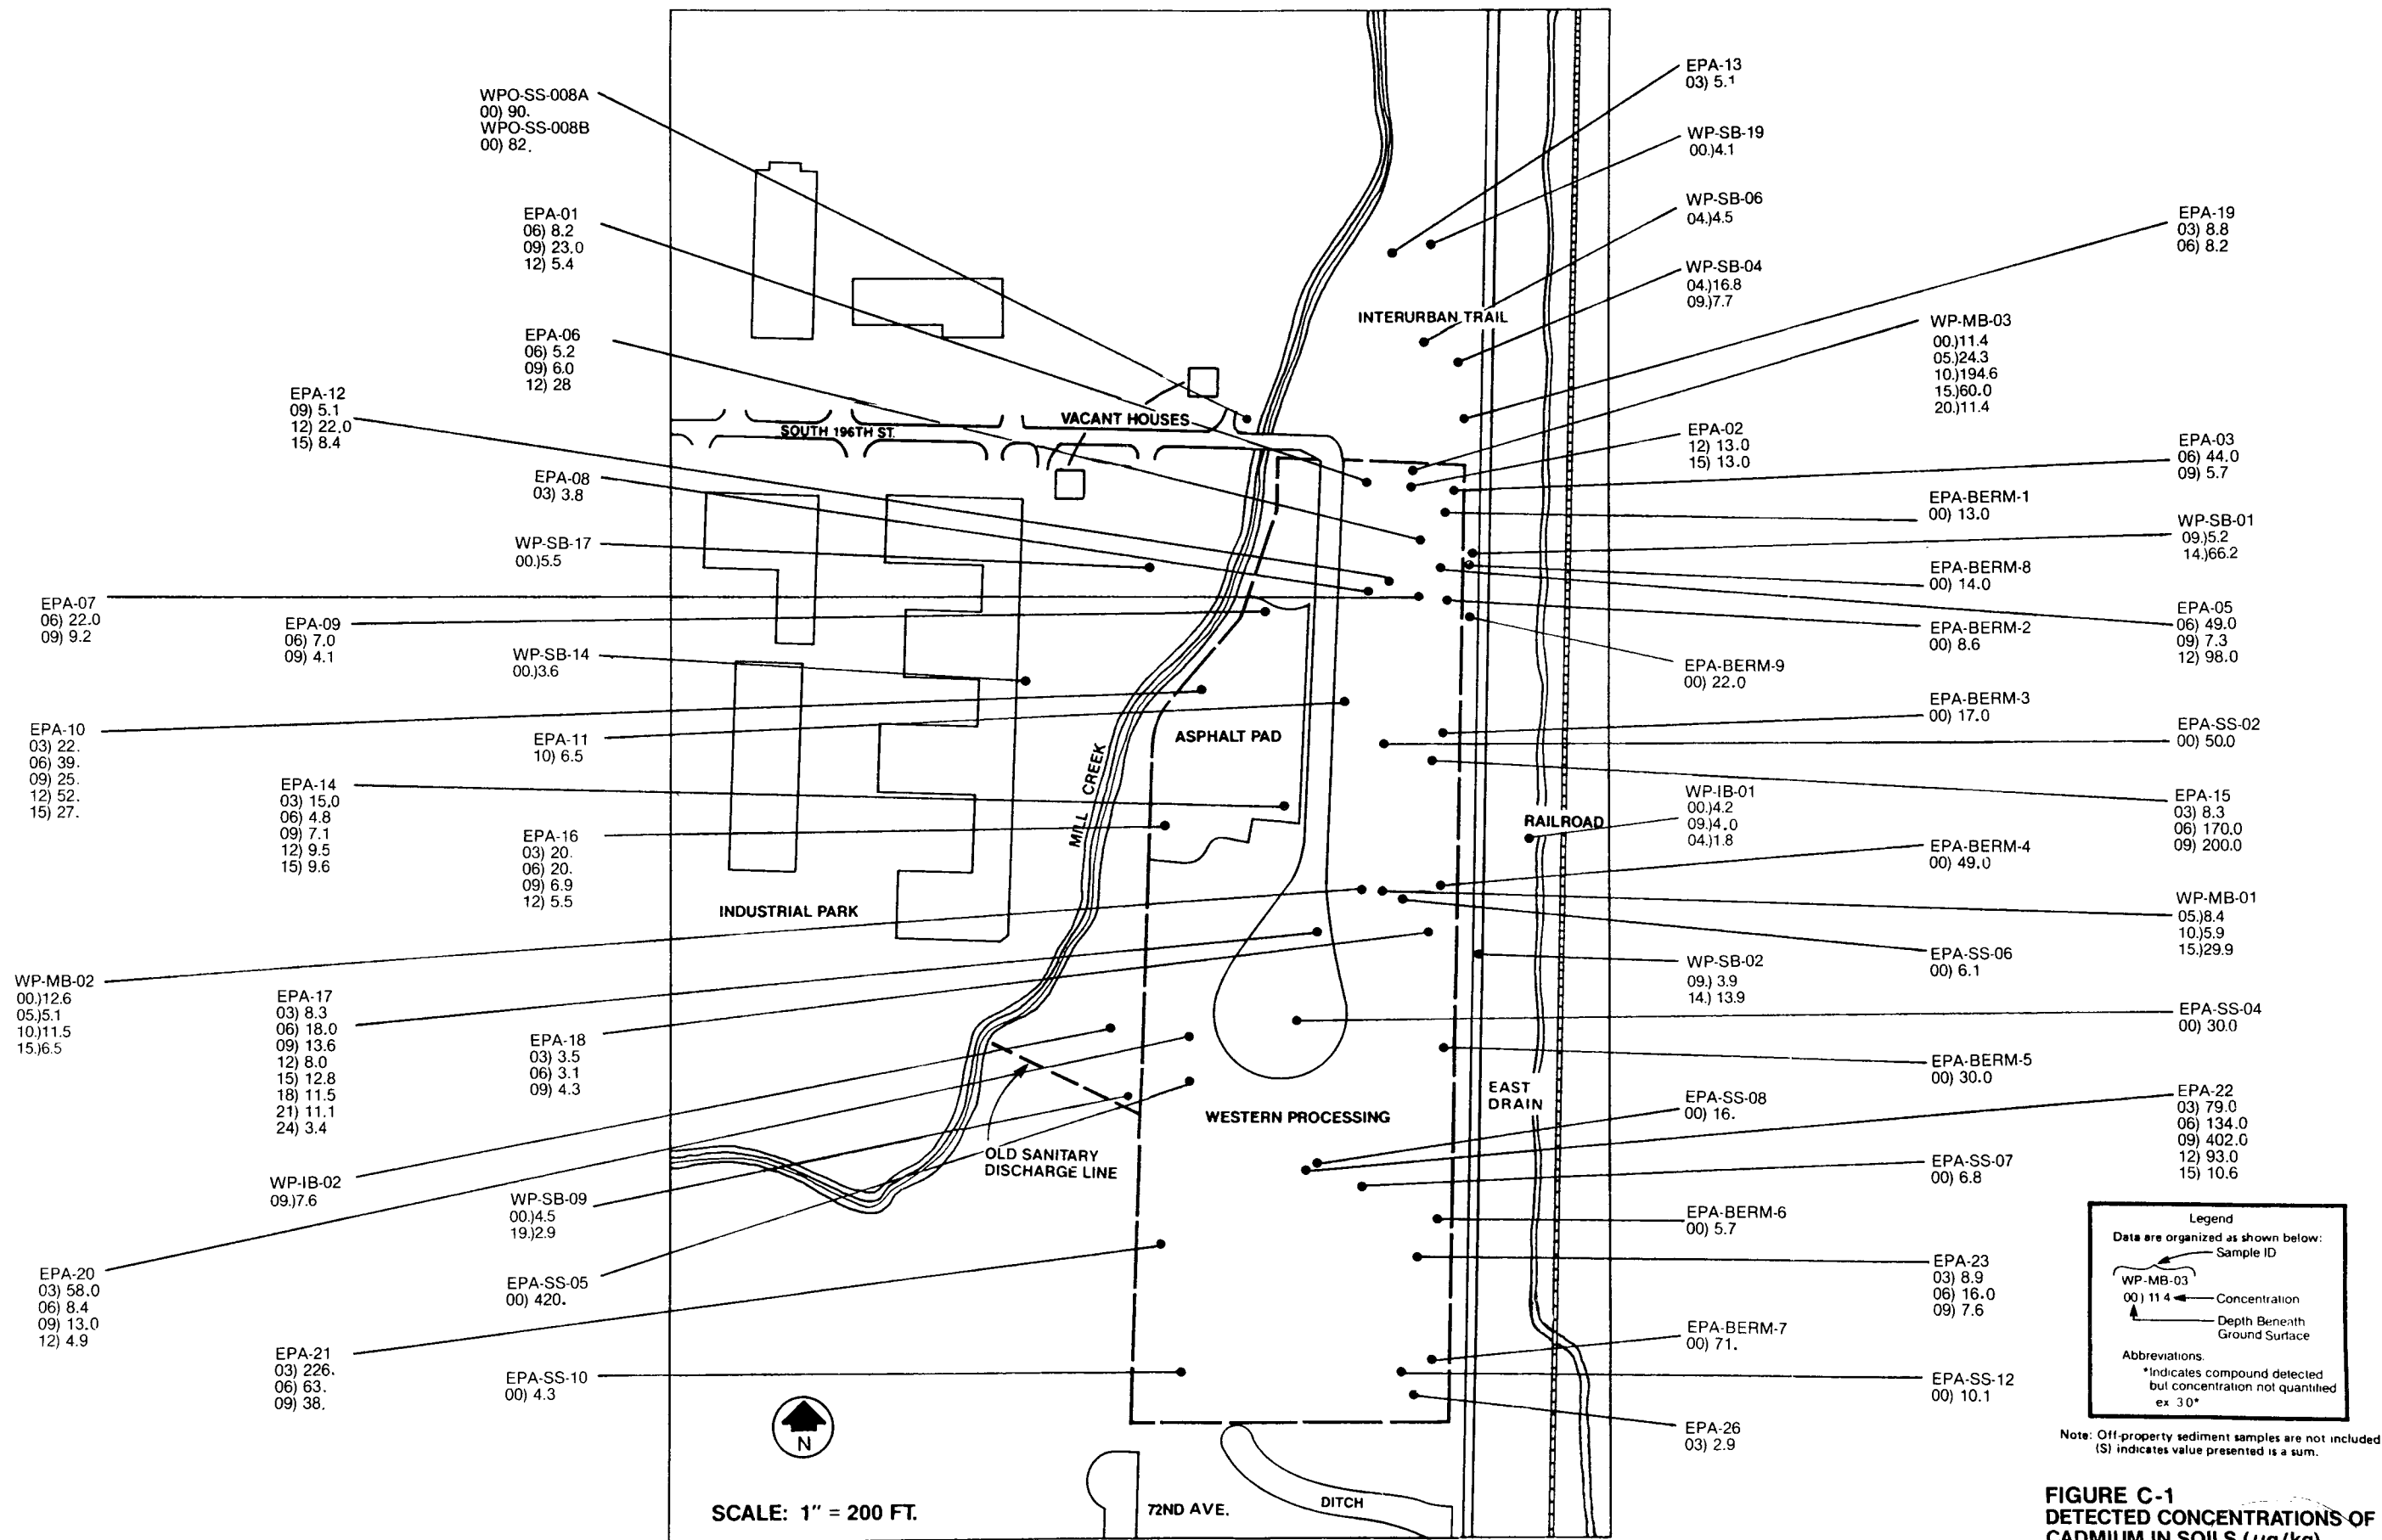 WPO-SS-008A
00) 90.
WPO-SS-008B
00) 82.
EPA-01
06) 8.2
09) 23.0
12) 5.4
EPA-06
06) 5.2
09) 6.0
12) 28
EPA-12
09) 5.1
12) 22.0
15) 8.4
EPA-08
03) 3.8
WP-SB-17
00.)5.5
EPA-07
06) 22.0
09) 9.2
EPA-09
06) 7.0
09) 4.1
WP-SB-14
00.)3.6
EPA-10
03) 22.
06) 39.
09) 25.
12) 52.
15) 27.
EPA-11
10) 6.5
EPA-14
03) 15.0
06) 4.8
09) 7.1
12) 9.5
15) 9.6
EPA-16
03) 20.
06) 20.
09) 6.9
12) 5.5
WP-MB-02
00.)12.6
05.)5.1
10.)11.5
15.)6.5
EPA-17
03) 8.3
06) 18.0
09) 13.6
12) 8.0
15) 12.8
18) 11.5
21) 11.1
24) 3.4
EPA-18
03) 3.5
06) 3.1
09) 4.3
WP-IB-02
09.)7.6
WP-SB-09
00.)4.5
19.)2.9
EPA-20
03) 58.0
06) 8.4
09) 13.0
12) 4.9
EPA-SS-05
00) 420.
EPA-21
03) 226.
06) 63.
09) 38.
EPA-SS-10
00) 4.3
INTERURBAN TRAIL
VACANT HOUSES
SOUTH 196TH ST.
ASPHALT PAD
MILL CREEK
INDUSTRIAL PARK
RAILROAD
EAST
DRAIN
WESTERN PROCESSING
OLD SANITARY
DISCHARGE LINE
N
SCALE: 1" = 200 FT.
72ND AVE.
DITCH
EPA-13
03) 5.1
WP-SB-19
00.)4.1
WP-SB-06
04.)4.5
WP-SB-04
04.)16.8
09.)7.7
EPA-19
03) 8.8
06) 8.2
WP-MB-03
00.)11.4
05.)24.3
10.)194.6
15.)60.0
20.)11.4
EPA-02
12) 13.0
15) 13.0
EPA-03
06) 44.0
09) 5.7
EPA-BERM-1
00) 13.0
WP-SB-01
09.)5.2
14.)66.2
EPA-BERM-8
00) 14.0
EPA-05
06) 49.0
09) 7.3
12) 98.0
EPA-BERM-2
00) 8.6
EPA-BERM-9
00) 22.0
EPA-BERM-3
00) 17.0
EPA-SS-02
00) 50.0
WP-IB-01
00.)4.2
09.)4.0
04.)1.8
EPA-15
03) 8.3
06) 170.0
09) 200.0
EPA-BERM-4
00) 49.0
WP-MB-01
05.)8.4
10.)5.9
15.)29.9
EPA-SS-06
00) 6.1
WP-SB-02
09.) 3.9
14.) 13.9
EPA-SS-04
00) 30.0
EPA-BERM-5
00) 30.0
EPA-SS-08
00) 16.
EPA-22
03) 79.0
06) 134.0
09) 402.0
12) 93.0
15) 10.6
EPA-SS-07
00) 6.8
EPA-BERM-6
00) 5.7
EPA-23
03) 8.9
06) 16.0
09) 7.6
EPA-BERM-7
00) 71.
EPA-SS-12
00) 10.1
EPA-26
03) 2.9
Legend
Data are organized as shown below:
Sample ID
WP-MB-03
00) 11 4
Concentration
Depth Beneath
Ground Surface
Abbreviations.
*Indicates compound detected
but concentration not quantified
ex 3 0*
Note: Off-property sediment samples are not included
(S) indicates value presented is a sum.
FIGURE C-1
DETECTED CONCENTRATIONS OF
CADMIUM IN SOILS (µg/kg)